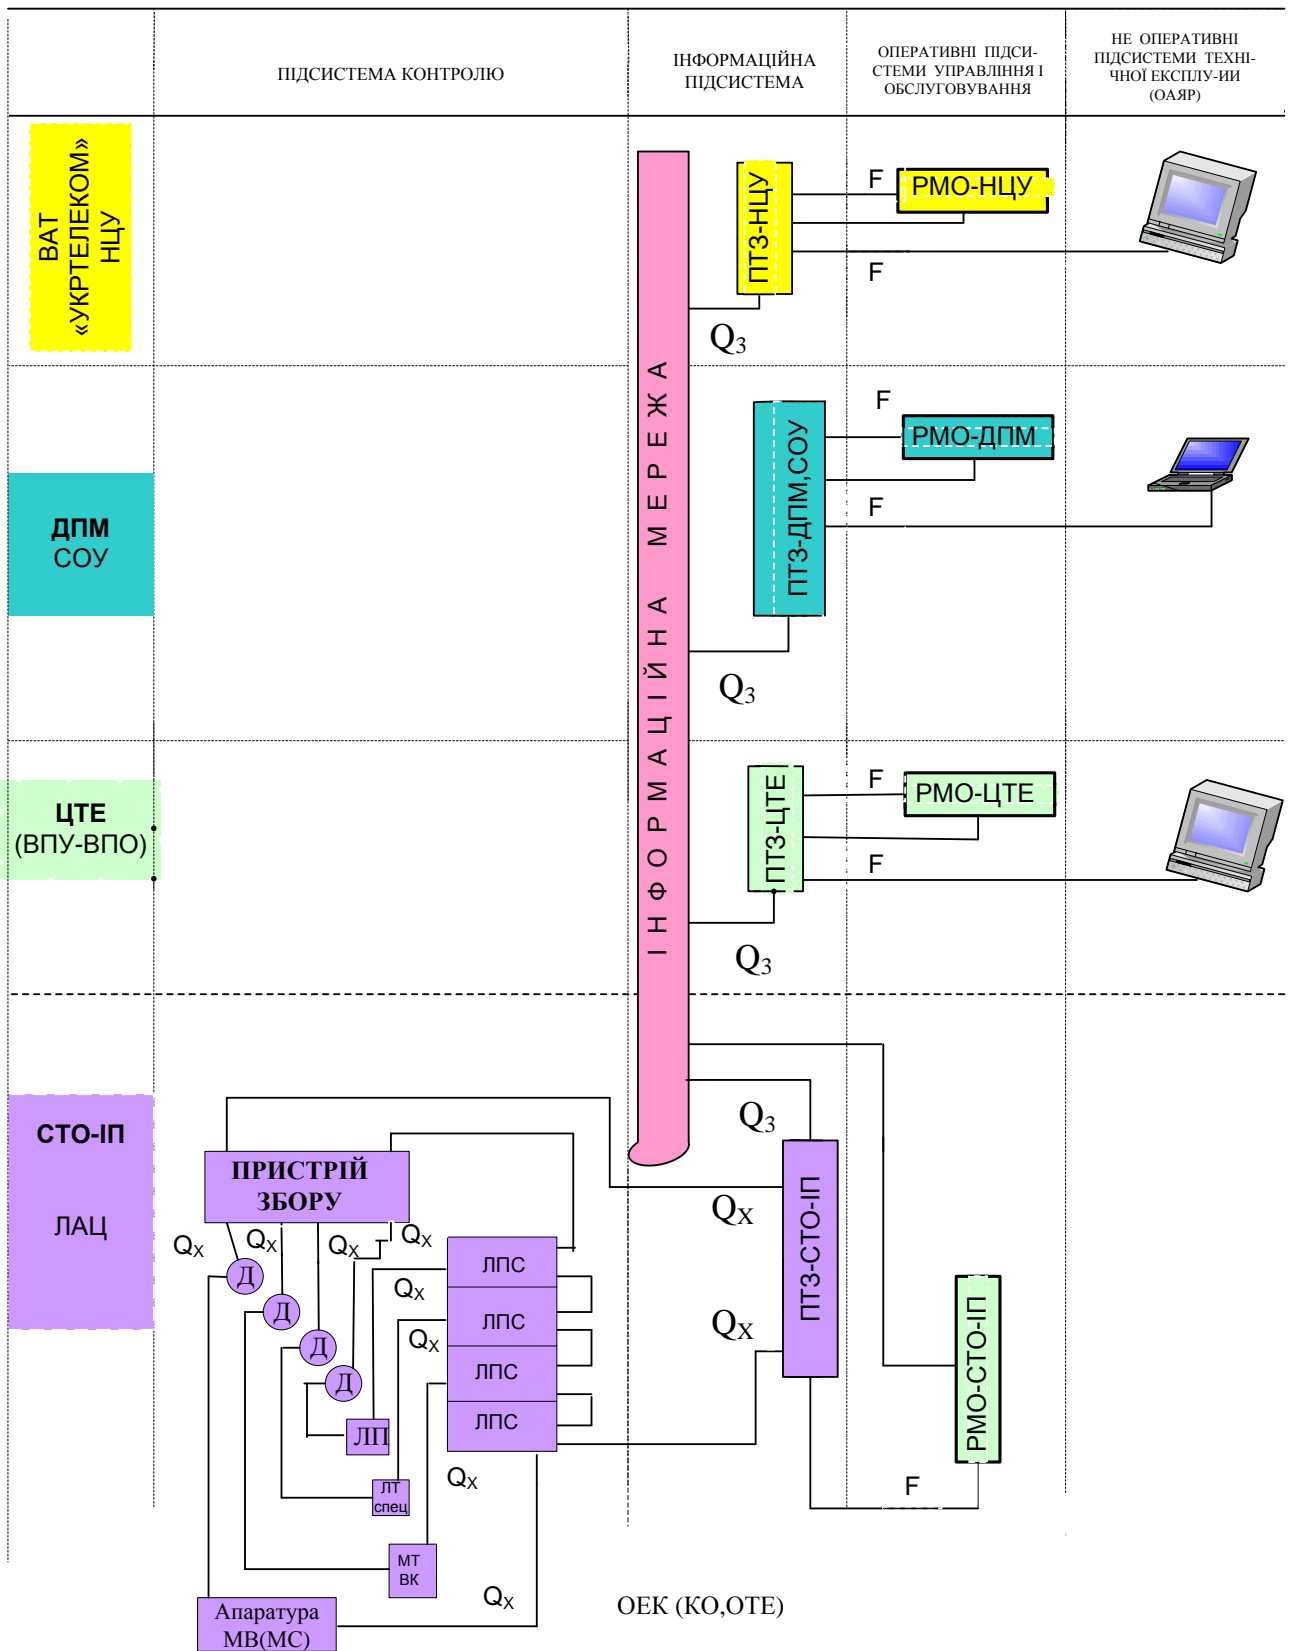 ПІДСИСТЕМА КОНТРОЛЮ
ІНФОРМАЦІЙНА
ПІДСИСТЕМА
ОПЕРАТИВНІ ПІДСИ-
СТЕМИ УПРАВЛІННЯ І
ОБСЛУГОВУВАННЯ
НЕ ОПЕРАТИВНІ
ПІДСИСТЕМИ ТЕХНІ-
ЧНОЇ ЕКСПЛУ-ИИ
(ОАЯР)
ВАТ
«УКРТЕЛЕКОМ»
НЦУ
ІНФОРМАЦІЙНА МЕРЕЖА
ПТЗ-НЦУ
F
РМО-НЦУ
F
Q3
ДПМ
СОУ
ПТЗ-ДПМ,СОУ
F
РМО-ДПМ
F
Q3
ЦТЕ
(ВПУ-ВПО)
ПТЗ-ЦТЕ
F
РМО-ЦТЕ
F
Q3
СТО-ІП
ЛАЦ
ПРИСТРІЙ
ЗБОРУ
Q3
QX
ПТЗ-СТО-ІП
QX
РМО-СТО-ІП
F
QX
QX
QX
QX
Д
Д
Д
Д
QX
QX
ЛПС
ЛПС
ЛПС
ЛПС
ЛП
QX
ЛТ
спец
МТ
ВК
QX
Апаратура
МВ(МС)
ОЕК (КО,ОТЕ)